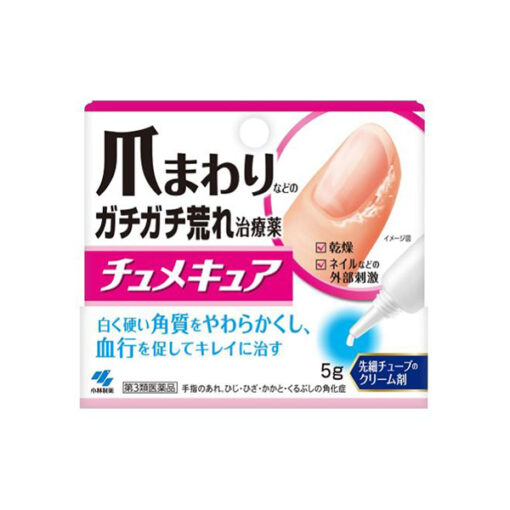 爪まわりなどの
ガチガチ荒れ治療薬
チュメキュア
白く硬い角質をやわらかくし、
血行を促してキレイに治す
イメージ図
乾燥
ネイルなどの
外部刺激
5g
先細チューブの
クリーム剤
小林製薬
第3類医薬品
手指のあれ、ひじ・ひざ・かかと・くるぶしの角化症